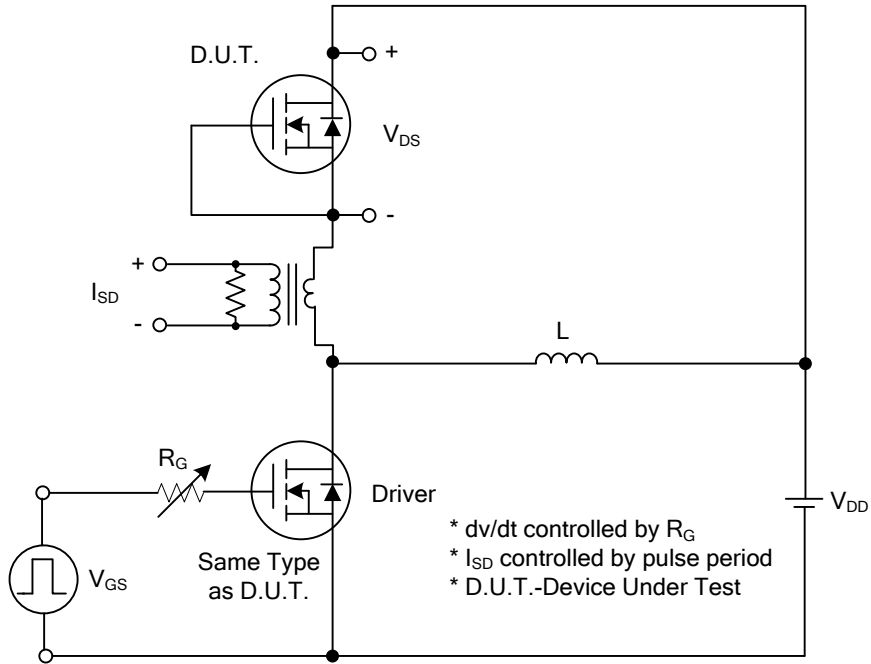 D.U.T.
+
VDS
-
+
ISD
-
L
RG
Driver
VDD
VGS
Same Type
as D.U.T.
* dv/dt controlled by RG
* ISD controlled by pulse period
* D.U.T.-Device Under Test